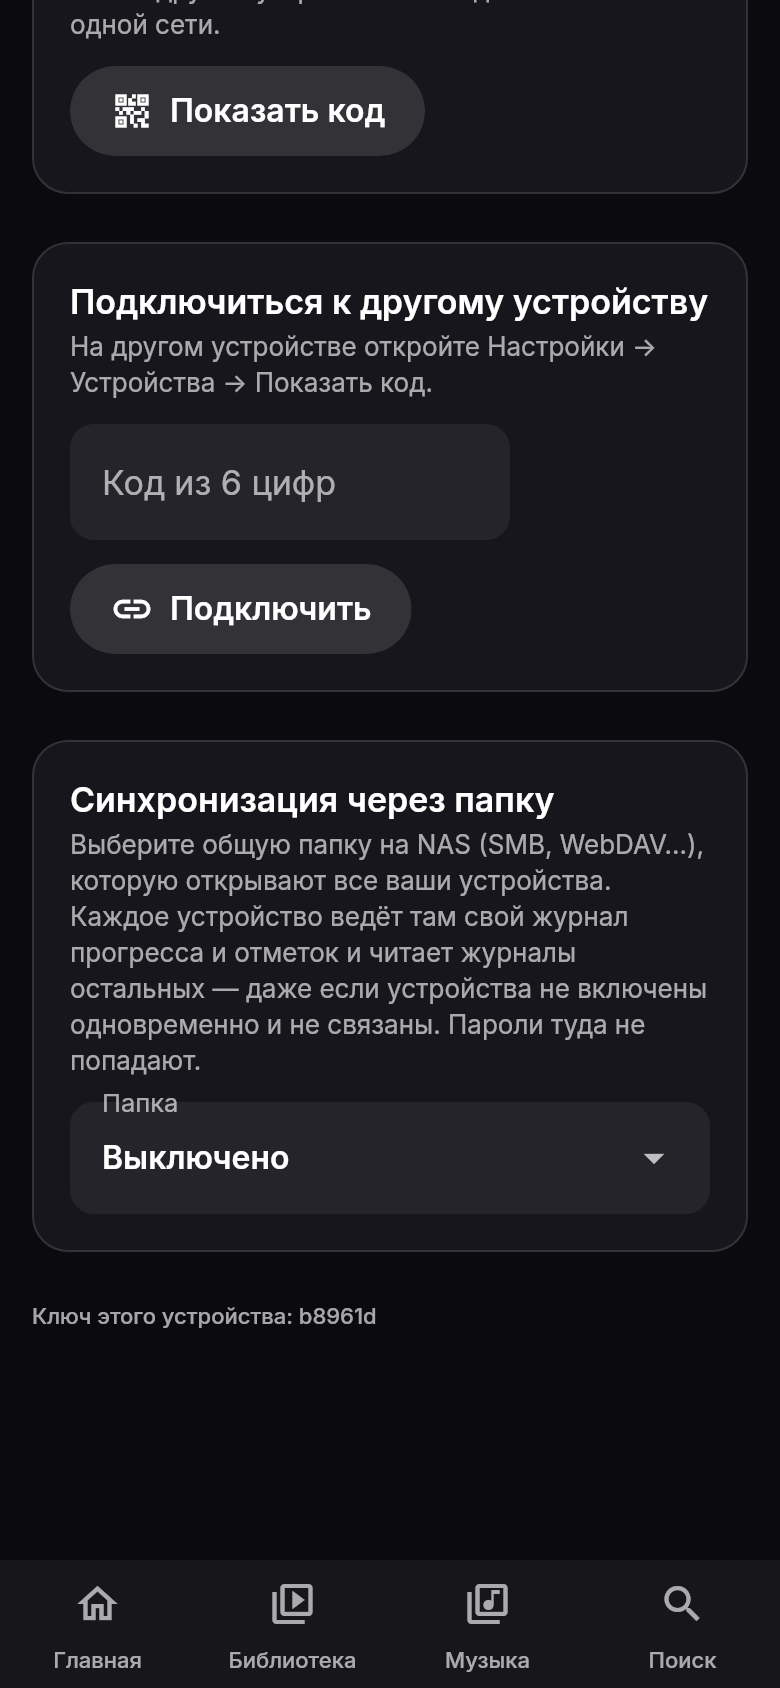 одной сети.
Показать код
Подключиться к другому устройству
На другом устройстве откройте Настройки →
Устройства → Показать код.
Код из 6 цифр
Подключить
Синхронизация через папку
Выберите общую папку на NAS (SMB, WebDAV...),
которую открывают все ваши устройства.
Каждое устройство ведёт там свой журнал
прогресса и отметок и читает журналы
остальных — даже если устройства не включены
одновременно и не связаны. Пароли туда не
попадают.
Папка
Выключено
Ключ этого устройства: b8961d
Главная
Библиотека
Музыка
Поиск